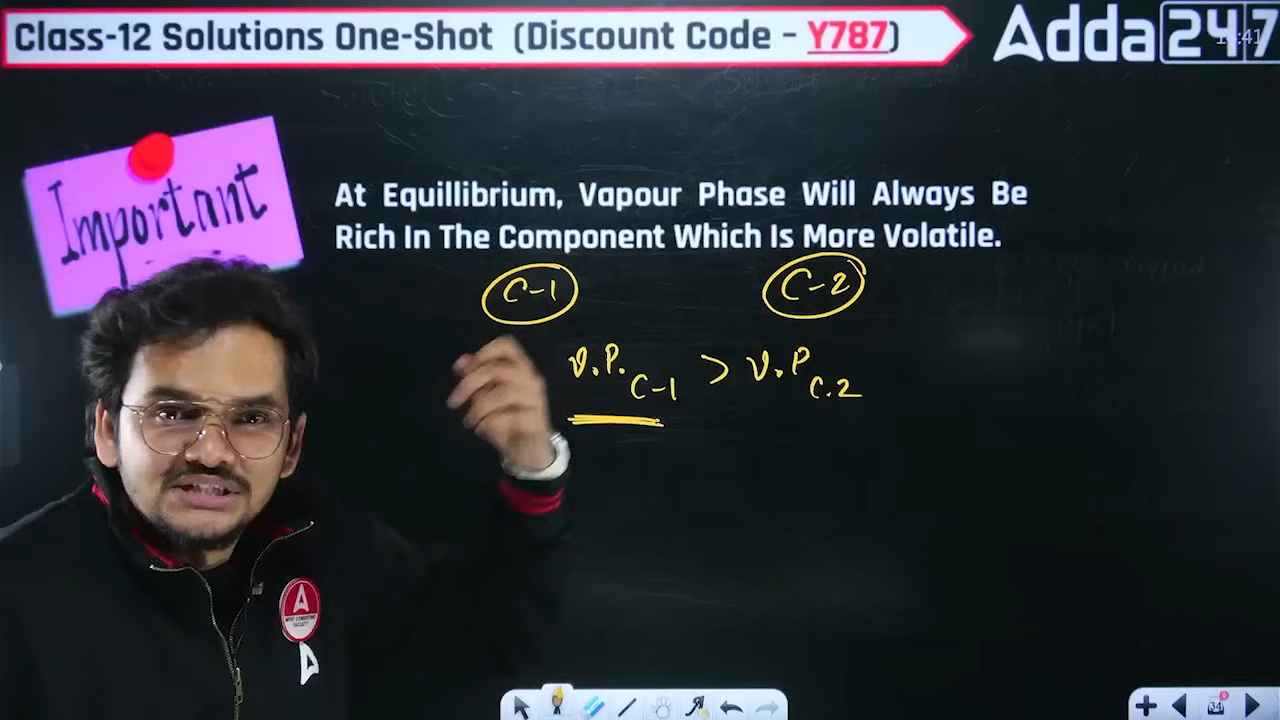 Class-12 Solutions One-Shot (Discount Code - Y787)
Adda 247
Important
At Equillibrium, Vapour Phase Will Always Be
Rich In The Component Which Is More Volatile.
C-1 C-2
V.P. C-1 > V.P C.2
34